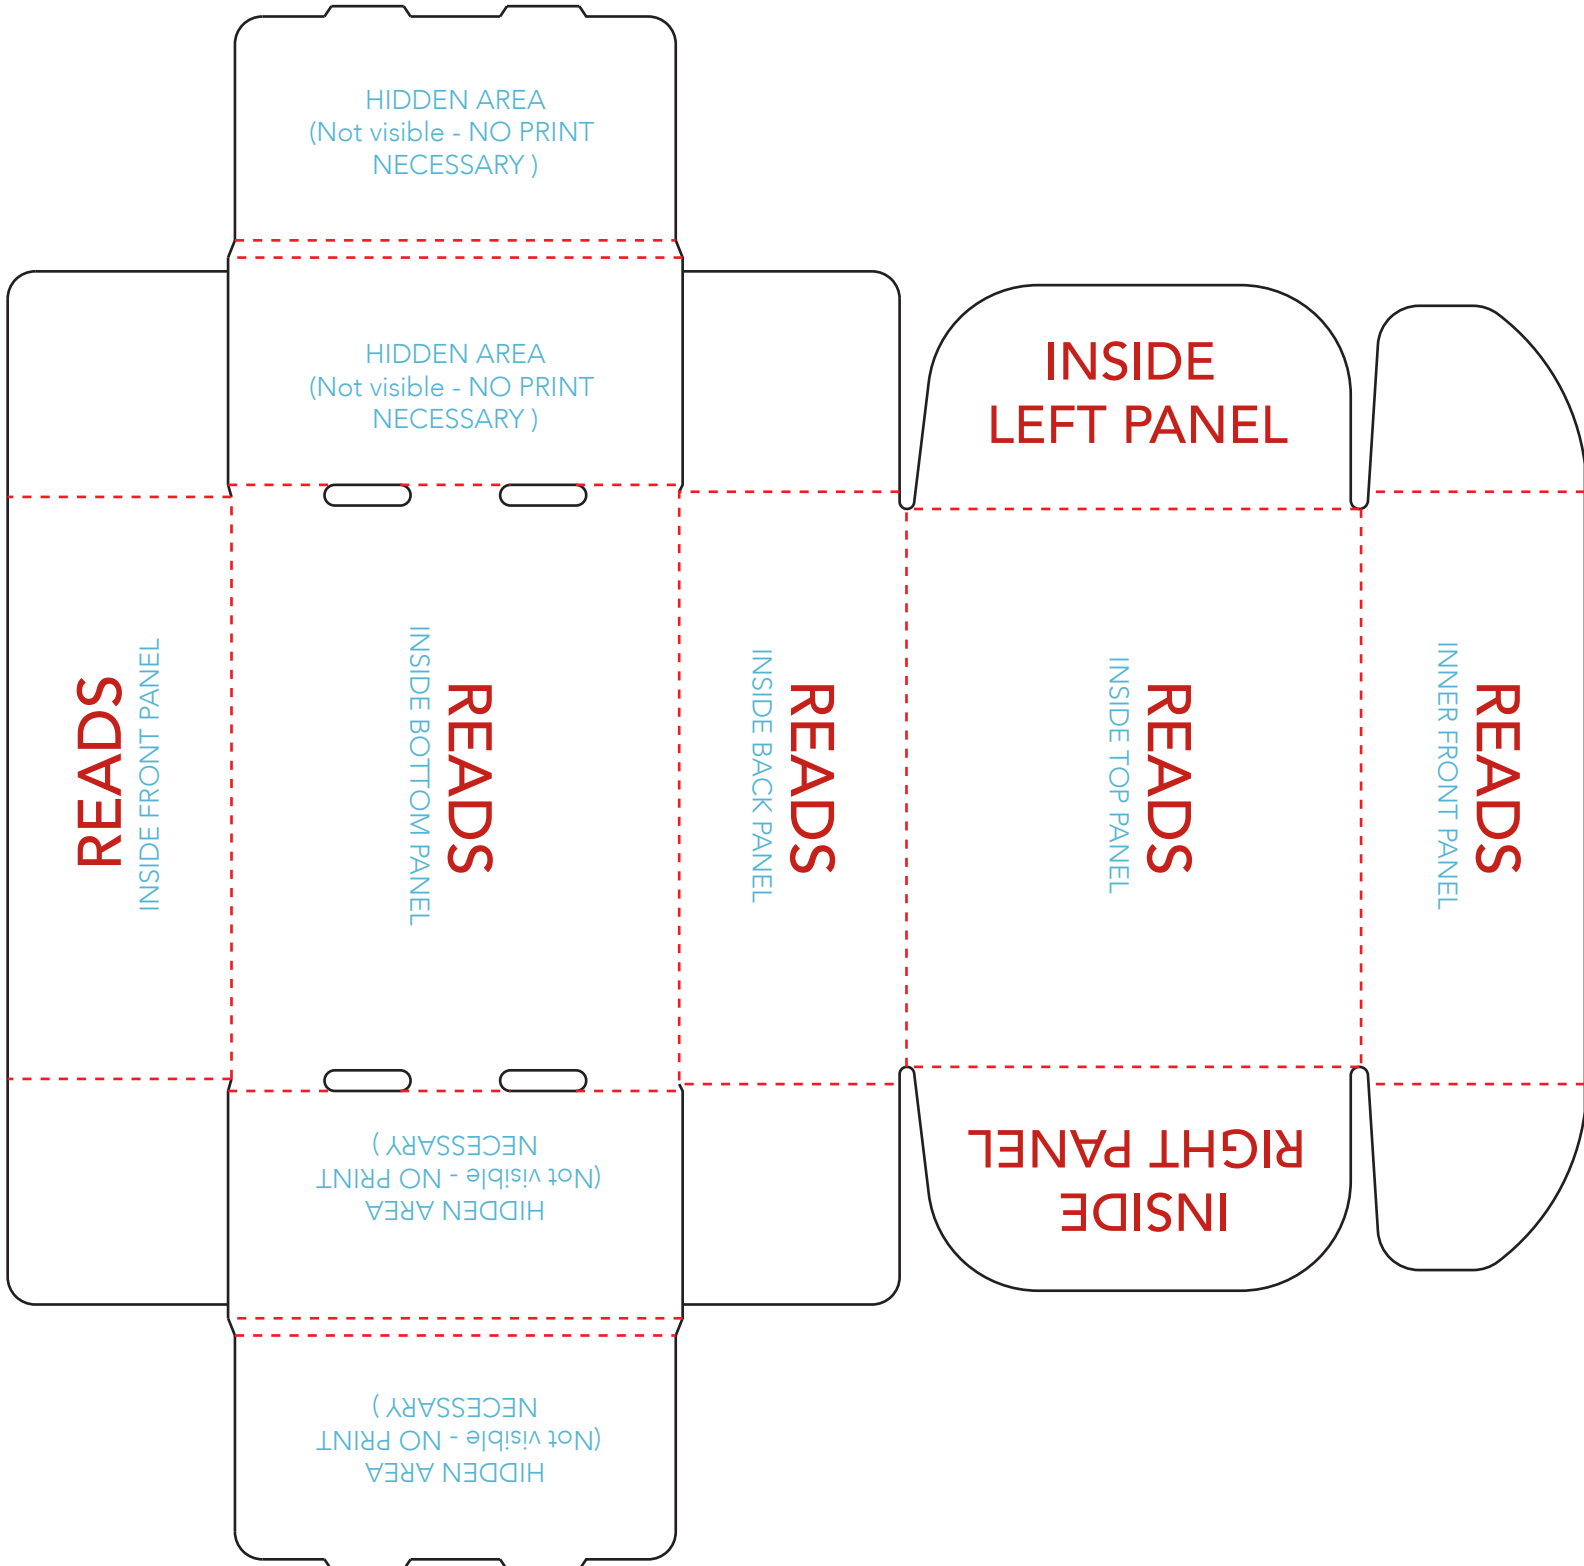 HIDDEN AREA
(Not visible - NO PRINT
NECESSARY )
HIDDEN AREA
(Not visible - NO PRINT
NECESSARY )
INSIDE
LEFT PANEL
READS
INSIDE FRONT PANEL
READS
INSIDE BOTTOM PANEL
READS
INSIDE BACK PANEL
READS
INSIDE TOP PANEL
READS
INNER FRONT PANEL
HIDDEN AREA
(Not visible - NO PRINT
NECESSARY )
INSIDE
RIGHT PANEL
HIDDEN AREA
(Not visible - NO PRINT
NECESSARY )